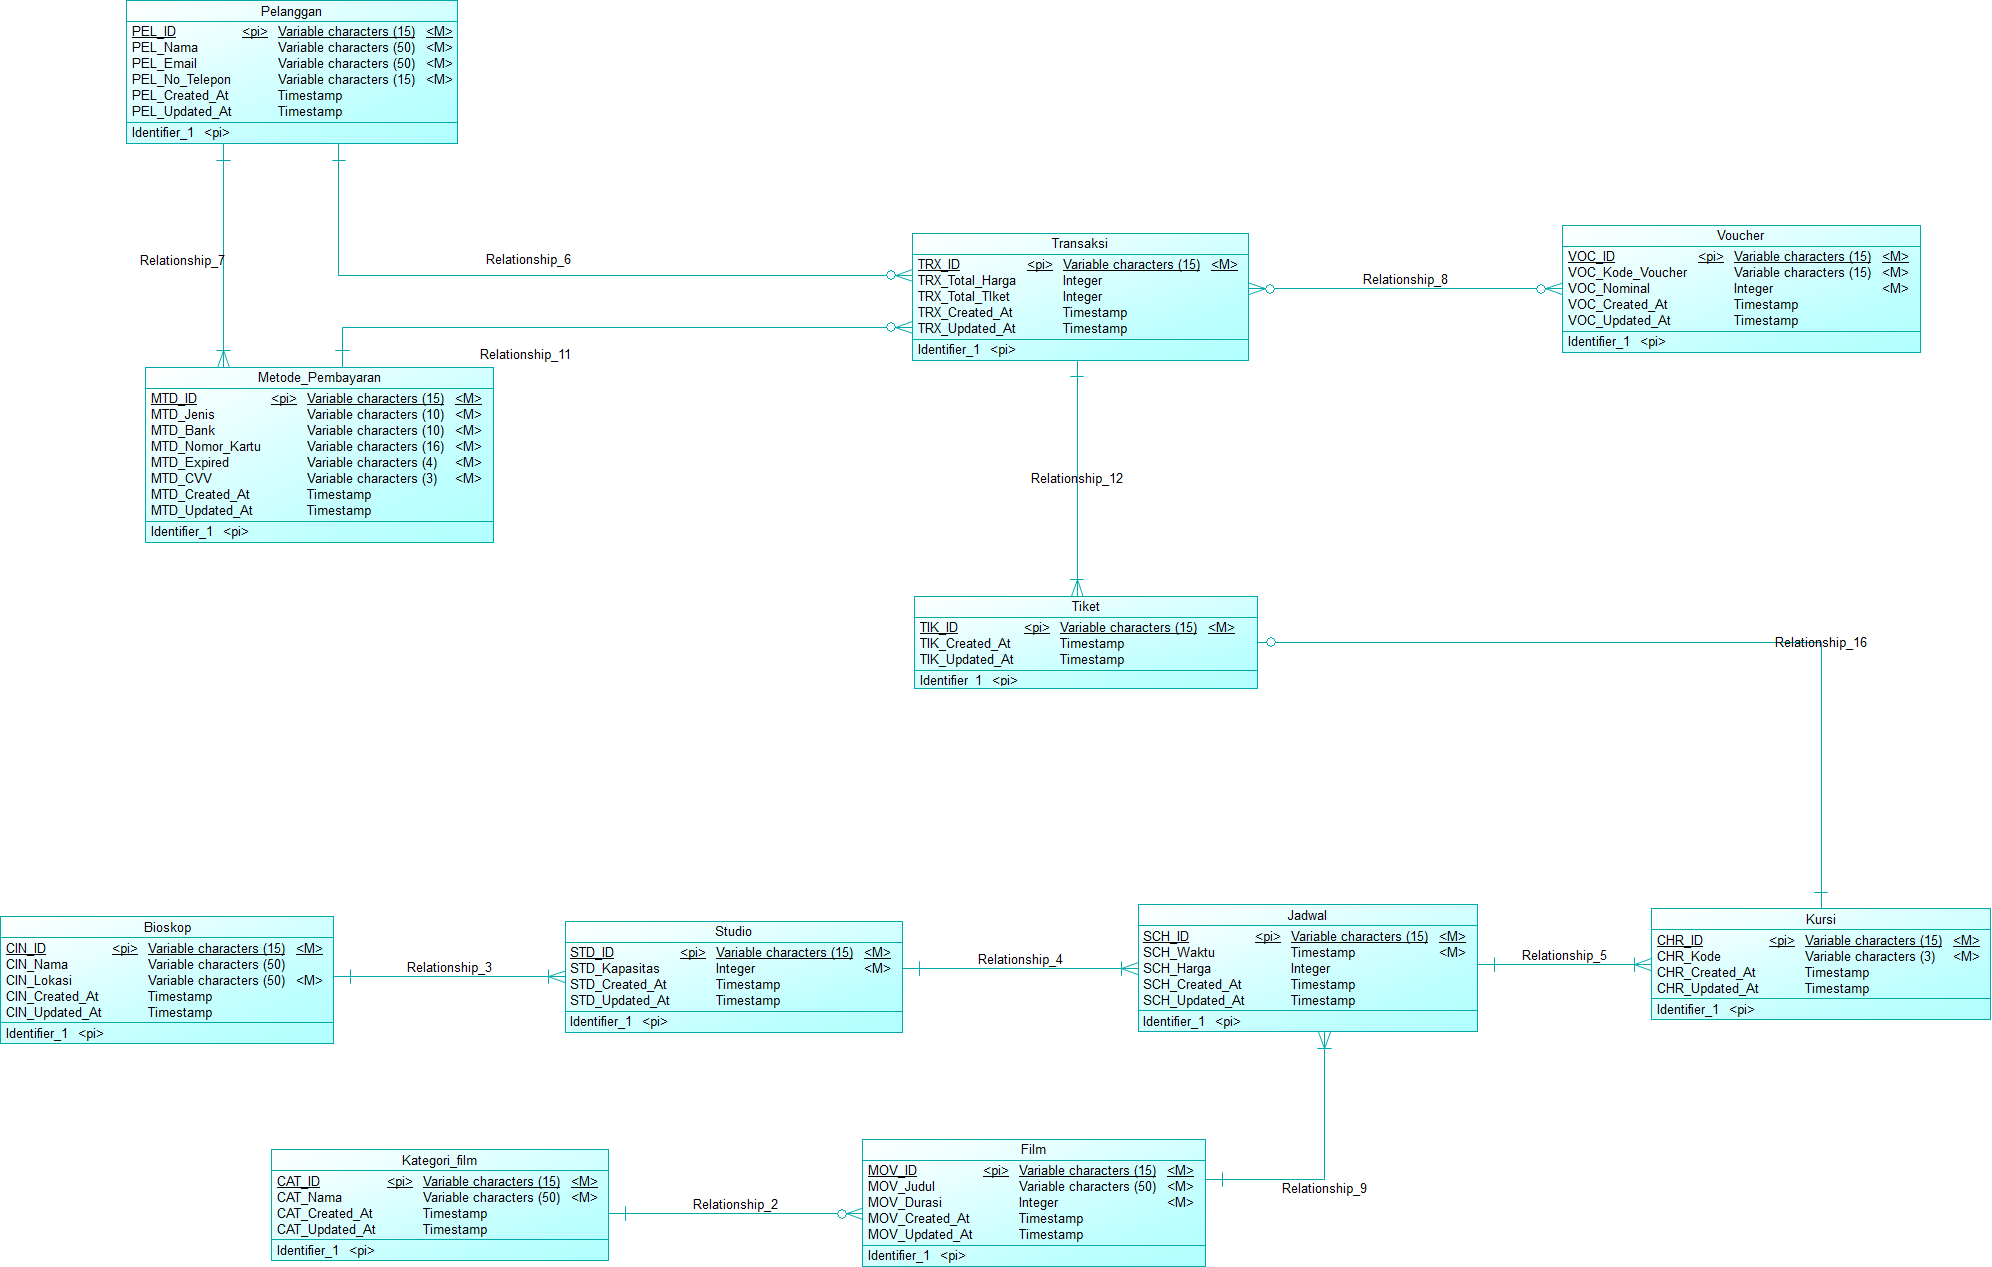 Pelanggan
PEL_ID <pi> Variable characters (15) <M>
PEL_Nama Variable characters (50) <M>
PEL_Email Variable characters (50) <M>
PEL_No_Telepon Variable characters (15) <M>
PEL_Created_At Timestamp
PEL_Updated_At Timestamp
Identifier_1 <pi>
Relationship_7
Relationship_6
Relationship_11
Transaksi
TRX_ID <pi> Variable characters (15) <M>
TRX_Total_Harga Integer
TRX_Total_TIket Integer
TRX_Created_At Timestamp
TRX_Updated_At Timestamp
Identifier_1 <pi>
Relationship_8
Voucher
VOC_ID <pi> Variable characters (15) <M>
VOC_Kode_Voucher Variable characters (15) <M>
VOC_Nominal Integer <M>
VOC_Created_At Timestamp
VOC_Updated_At Timestamp
Identifier_1 <pi>
Metode_Pembayaran
MTD_ID <pi> Variable characters (15) <M>
MTD_Jenis Variable characters (10) <M>
MTD_Bank Variable characters (10) <M>
MTD_Nomor_Kartu Variable characters (16) <M>
MTD_Expired Variable characters (4) <M>
MTD_CVV Variable characters (3) <M>
MTD_Created_At Timestamp
MTD_Updated_At Timestamp
Identifier_1 <pi>
Relationship_12
Tiket
TIK_ID <pi> Variable characters (15) <M>
TIK_Created_At Timestamp
TIK_Updated_At Timestamp
Identifier_1 <pi>
Relationship_16
Bioskop
CIN_ID <pi> Variable characters (15) <M>
CIN_Nama Variable characters (50)
CIN_Lokasi Variable characters (50) <M>
CIN_Created_At Timestamp
CIN_Updated_At Timestamp
Identifier_1 <pi>
Relationship_3
Studio
STD_ID <pi> Variable characters (15) <M>
STD_Kapasitas Integer <M>
STD_Created_At Timestamp
STD_Updated_At Timestamp
Identifier_1 <pi>
Relationship_4
Jadwal
SCH_ID <pi> Variable characters (15) <M>
SCH_Waktu Timestamp <M>
SCH_Harga Integer
SCH_Created_At Timestamp
SCH_Updated_At Timestamp
Identifier_1 <pi>
Relationship_5
Kursi
CHR_ID <pi> Variable characters (15) <M>
CHR_Kode Variable characters (3) <M>
CHR_Created_At Timestamp
CHR_Updated_At Timestamp
Identifier_1 <pi>
Kategori_film
CAT_ID <pi> Variable characters (15) <M>
CAT_Nama Variable characters (50) <M>
CAT_Created_At Timestamp
CAT_Updated_At Timestamp
Identifier_1 <pi>
Relationship_2
Film
MOV_ID <pi> Variable characters (15) <M>
MOV_Judul Variable characters (50) <M>
MOV_Durasi Integer <M>
MOV_Created_At Timestamp
MOV_Updated_At Timestamp
Identifier_1 <pi>
Relationship_9